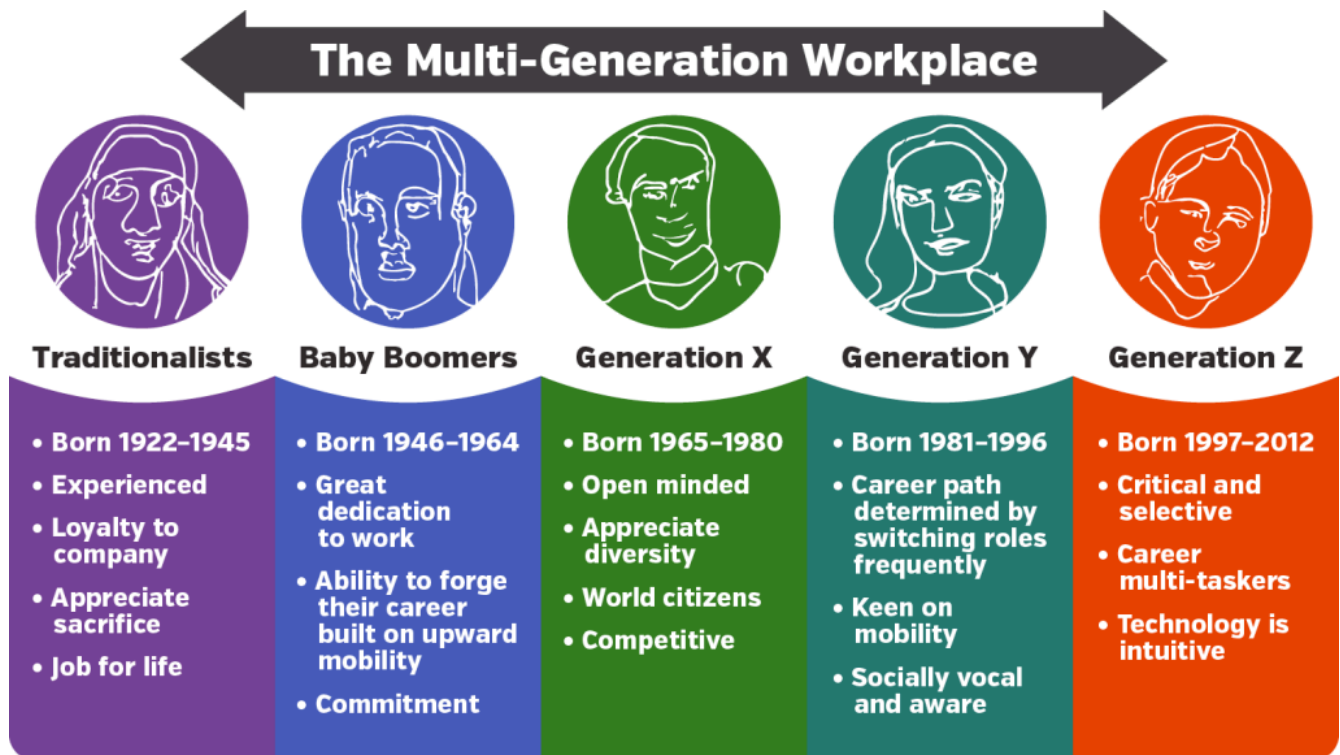 The Multi-Generation Workplace
Traditionalists
• Born 1922–1945
• Experienced
• Loyalty to
company
• Appreciate
sacrifice
• Job for life
Baby Boomers
• Born 1946–1964
• Great
dedication
to work
• Ability to forge
their career
built on upward
mobility
• Commitment
Generation X
• Born 1965–1980
• Open minded
• Appreciate
diversity
• World citizens
• Competitive
Generation Y
• Born 1981–1996
• Career path
determined by
switching roles
frequently
• Keen on
mobility
• Socially vocal
and aware
Generation Z
• Born 1997–2012
• Critical and
selective
• Career
multi-taskers
• Technology is
intuitive